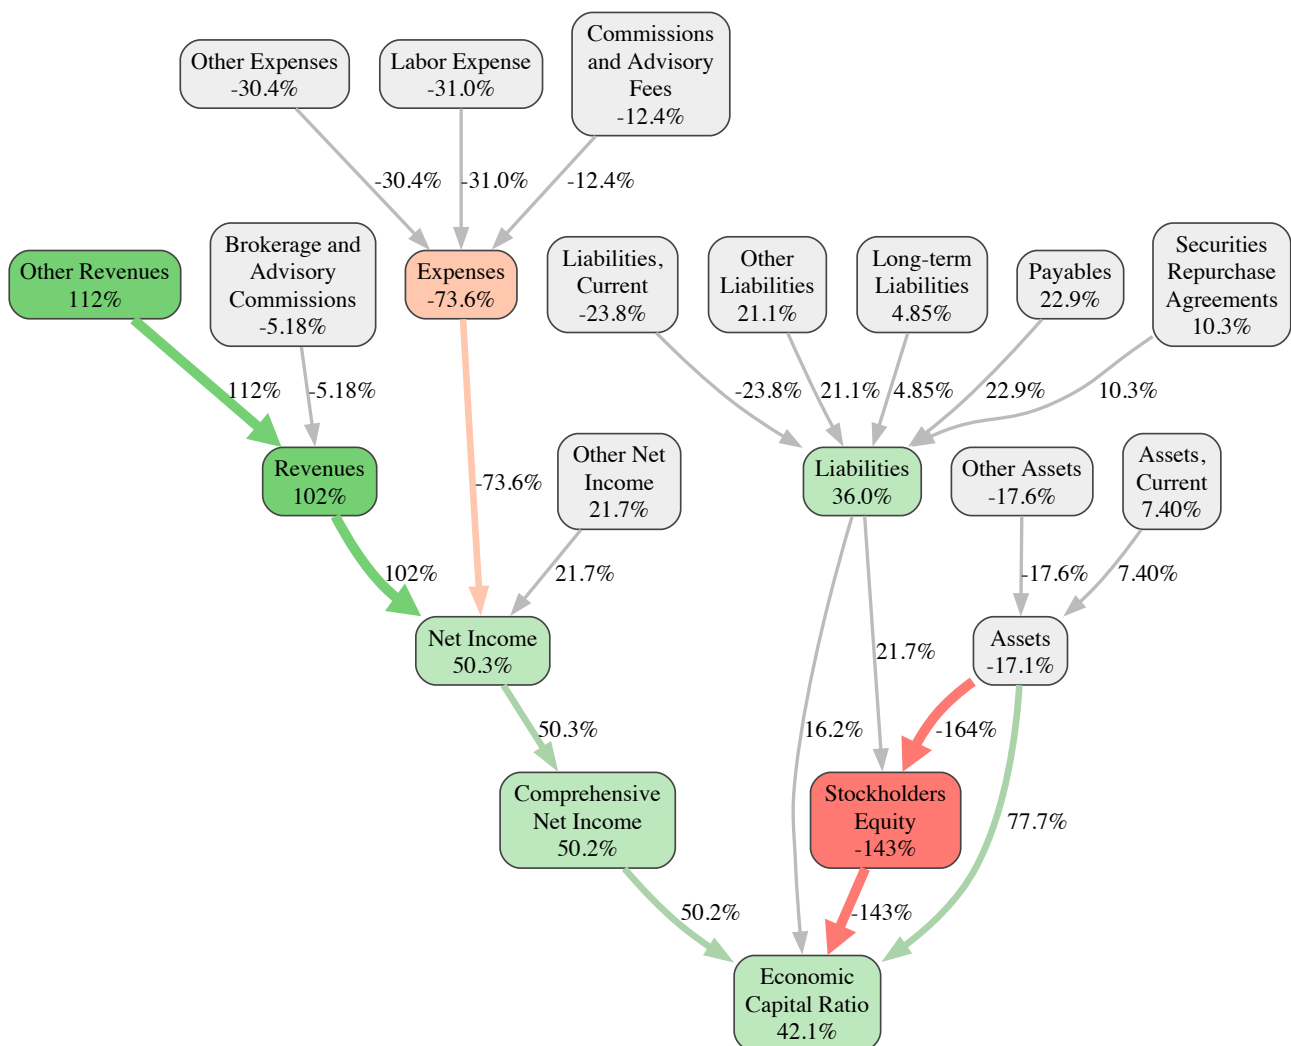 Commissions
and Advisory
Fees
-12.4%
Other Expenses
-30.4%
Labor Expense
-31.0%
-30.4%
-31.0%
-12.4%
Other Revenues
112%
Brokerage and
Advisory
Commissions
-5.18%
Expenses
-73.6%
Liabilities,
Current
-23.8%
Other
Liabilities
21.1%
Long-term
Liabilities
4.85%
Payables
22.9%
Securities
Repurchase
Agreements
10.3%
112%
-5.18%
-23.8%
21.1%
4.85%
22.9%
10.3%
Revenues
102%
-73.6%
Other Net
Income
21.7%
Liabilities
36.0%
Other Assets
-17.6%
Assets,
Current
7.40%
102%
21.7%
-17.6%
7.40%
Net Income
50.3%
21.7%
Assets
-17.1%
50.3%
16.2%
-164%
Comprehensive
Net Income
50.2%
Stockholders
Equity
-143%
77.7%
50.2%
-143%
Economic
Capital Ratio
42.1%